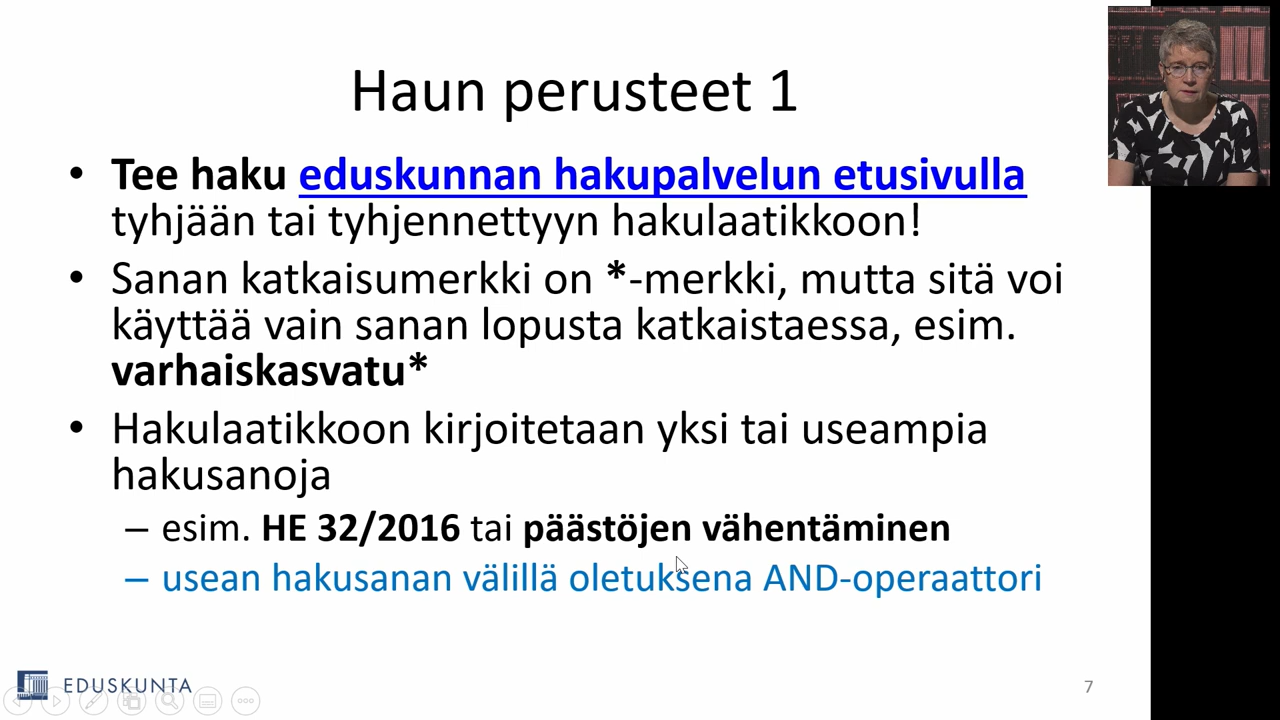 Haun perusteet 1
• Tee haku eduskunnan hakupalvelun etusivulla
tyhjään tai tyhjennettyyn hakulaatikkoon!
• Sanan katkaisumerkki on *-merkki, mutta sitä voi
käyttää vain sanan lopusta katkaistaessa, esim.
varhaiskasvatu*
• Hakulaatikkoon kirjoitetaan yksi tai useampia
hakusanoja
– esim. HE 32/2016 tai päästöjen vähentäminen
– usean hakusanan välillä oletuksena AND-operaattori
EDUSKUNTA
7